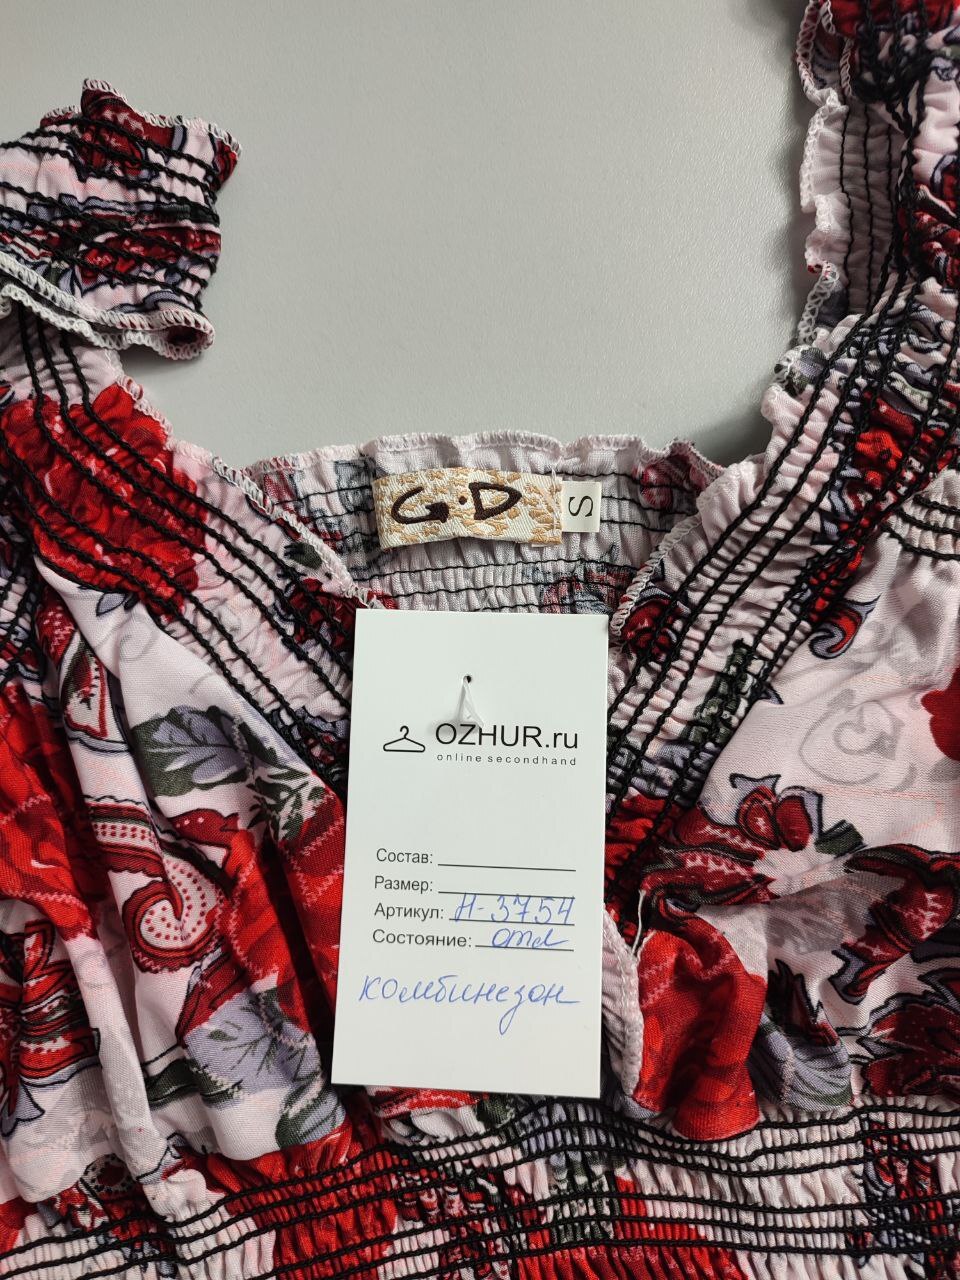 G.D
S
OZHUR.ru
online secondhand
Состав:
Размер:
Артикул: Н-3754
Состояние: отл
комбинезон